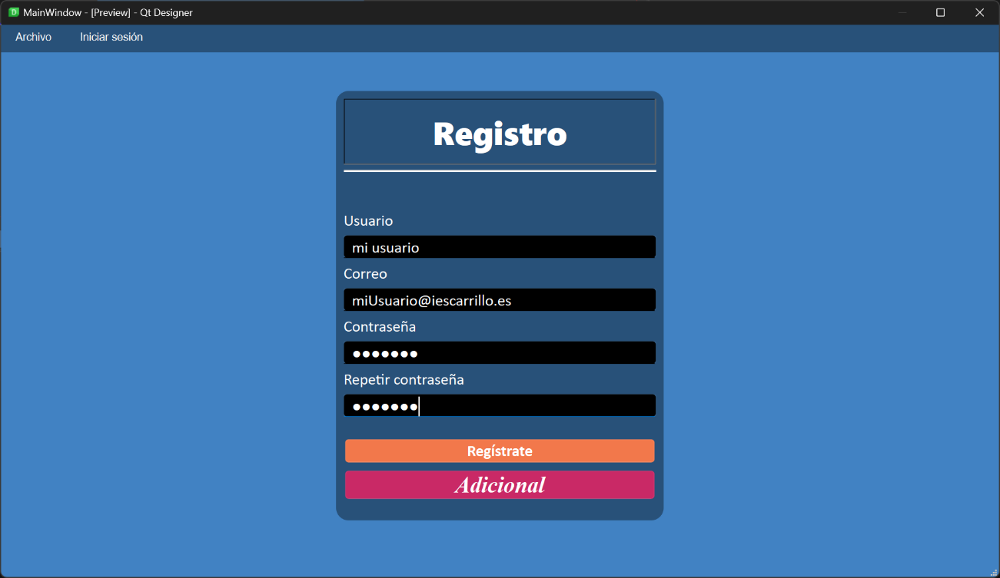 MainWindow - [Preview] - Qt Designer
Archivo Iniciar sesión
Registro
Usuario
mi usuario
Correo
miUsuario@iescarrillo.es
Contraseña
●●●●●●●
Repetir contraseña
●●●●●●●
Regístrate
Adicional